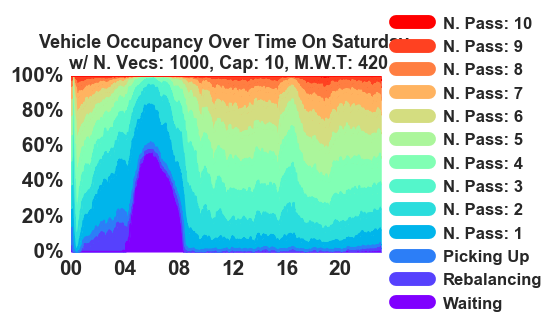 Vehicle Occupancy Over Time On Saturday
w/ N. Vecs: 1000, Cap: 10, M.W.T: 420
100%
80%
60%
40%
20%
0%
00 04 08 12 16 20
N. Pass: 10
N. Pass: 9
N. Pass: 8
N. Pass: 7
N. Pass: 6
N. Pass: 5
N. Pass: 4
N. Pass: 3
N. Pass: 2
N. Pass: 1
Picking Up
Rebalancing
Waiting